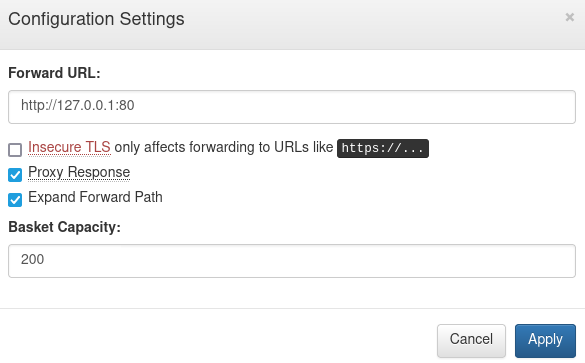 Configuration Settings
×
Forward URL:
http://127.0.0.1:80
Insecure TLS only affects forwarding to URLs like https://...
Proxy Response
Expand Forward Path
Basket Capacity:
200
Cancel
Apply